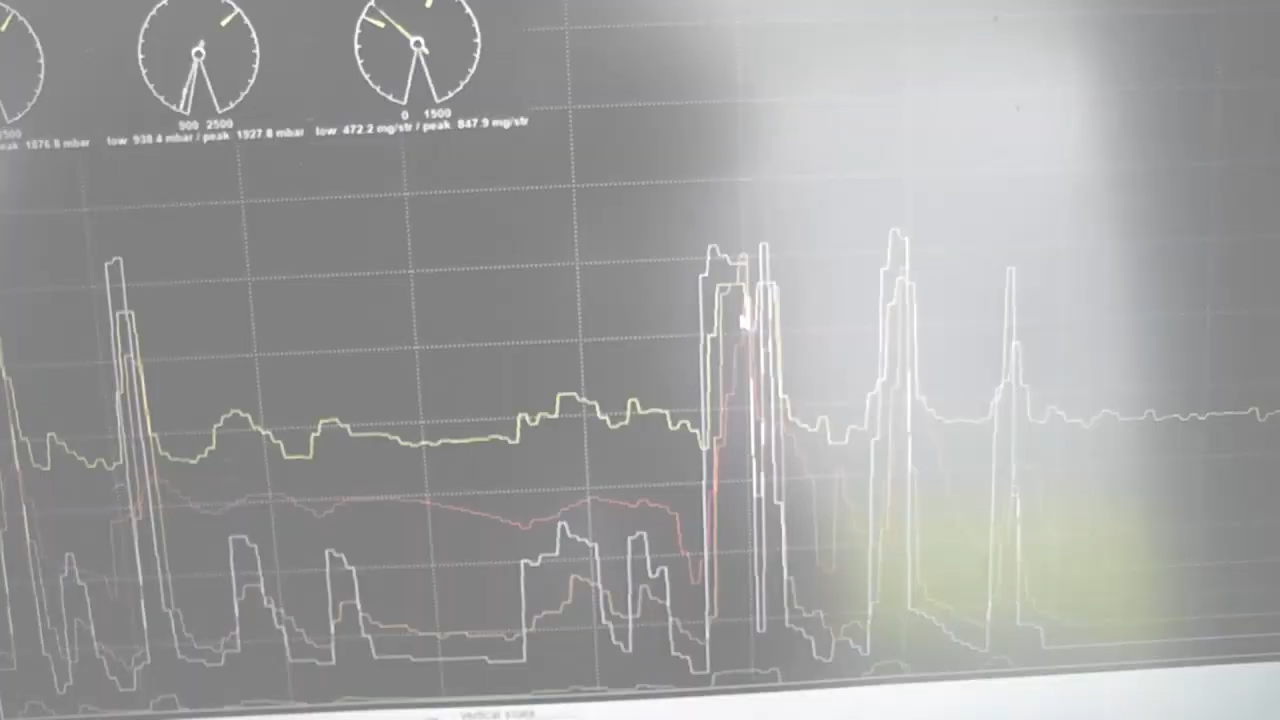 900 2500
0 1500
peak 1876.8 mbar
low 938.4 mbar / peak 1927.8 mbar
low 472.2 mg/str / peak 847.9 mg/str